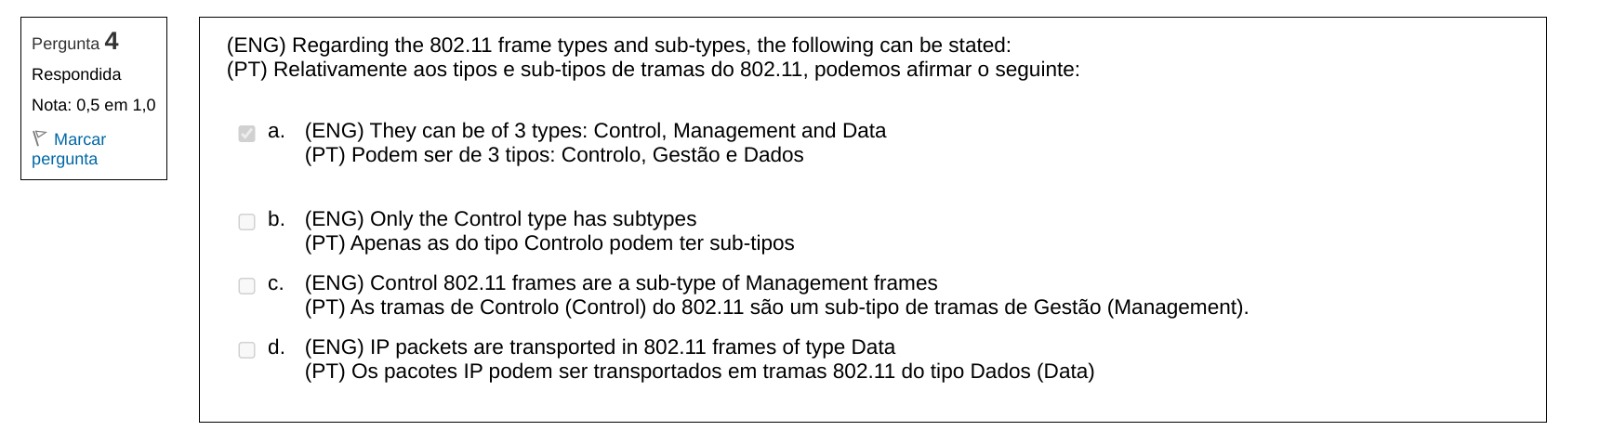 Pergunta 4
Respondida
Nota: 0,5 em 1,0
Marcar
pergunta
(ENG) Regarding the 802.11 frame types and sub-types, the following can be stated:
(PT) Relativamente aos tipos e sub-tipos de tramas do 802.11, podemos afirmar o seguinte:
a. (ENG) They can be of 3 types: Control, Management and Data
(PT) Podem ser de 3 tipos: Controlo, Gestão e Dados
b. (ENG) Only the Control type has subtypes
(PT) Apenas as do tipo Controlo podem ter sub-tipos
c. (ENG) Control 802.11 frames are a sub-type of Management frames
(PT) As tramas de Controlo (Control) do 802.11 são um sub-tipo de tramas de Gestão (Management).
d. (ENG) IP packets are transported in 802.11 frames of type Data
(PT) Os pacotes IP podem ser transportados em tramas 802.11 do tipo Dados (Data)